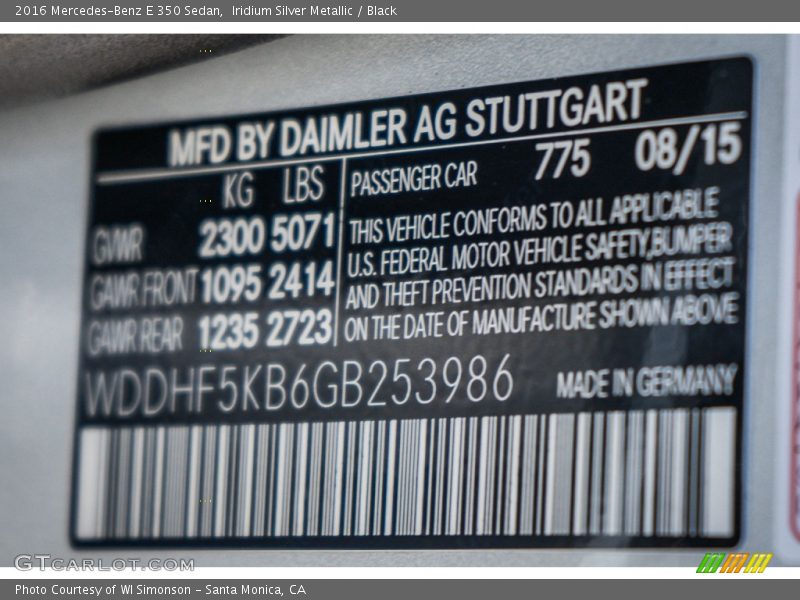 2016 Mercedes-Benz E 350 Sedan,  Iridium Silver Metallic / Black
MFD BY DAIMLER AG STUTTGART
KG LBS PASSENGER CAR 775 08/15
GVWR 2300 5071
GAWR FRONT 1095 2414
GAWR REAR 1235 2723
THIS VEHICLE CONFORMS TO ALL APPLICABLE
U.S. FEDERAL MOTOR VEHICLE SAFETY, BUMPER
AND THEFT PREVENTION STANDARDS IN EFFECT
ON THE DATE OF MANUFACTURE SHOWN ABOVE
WDDHF5KB6GB253986 MADE IN GERMANY
GTCARLOT.COM
Photo Courtesy of WI Simonson - Santa Monica, CA